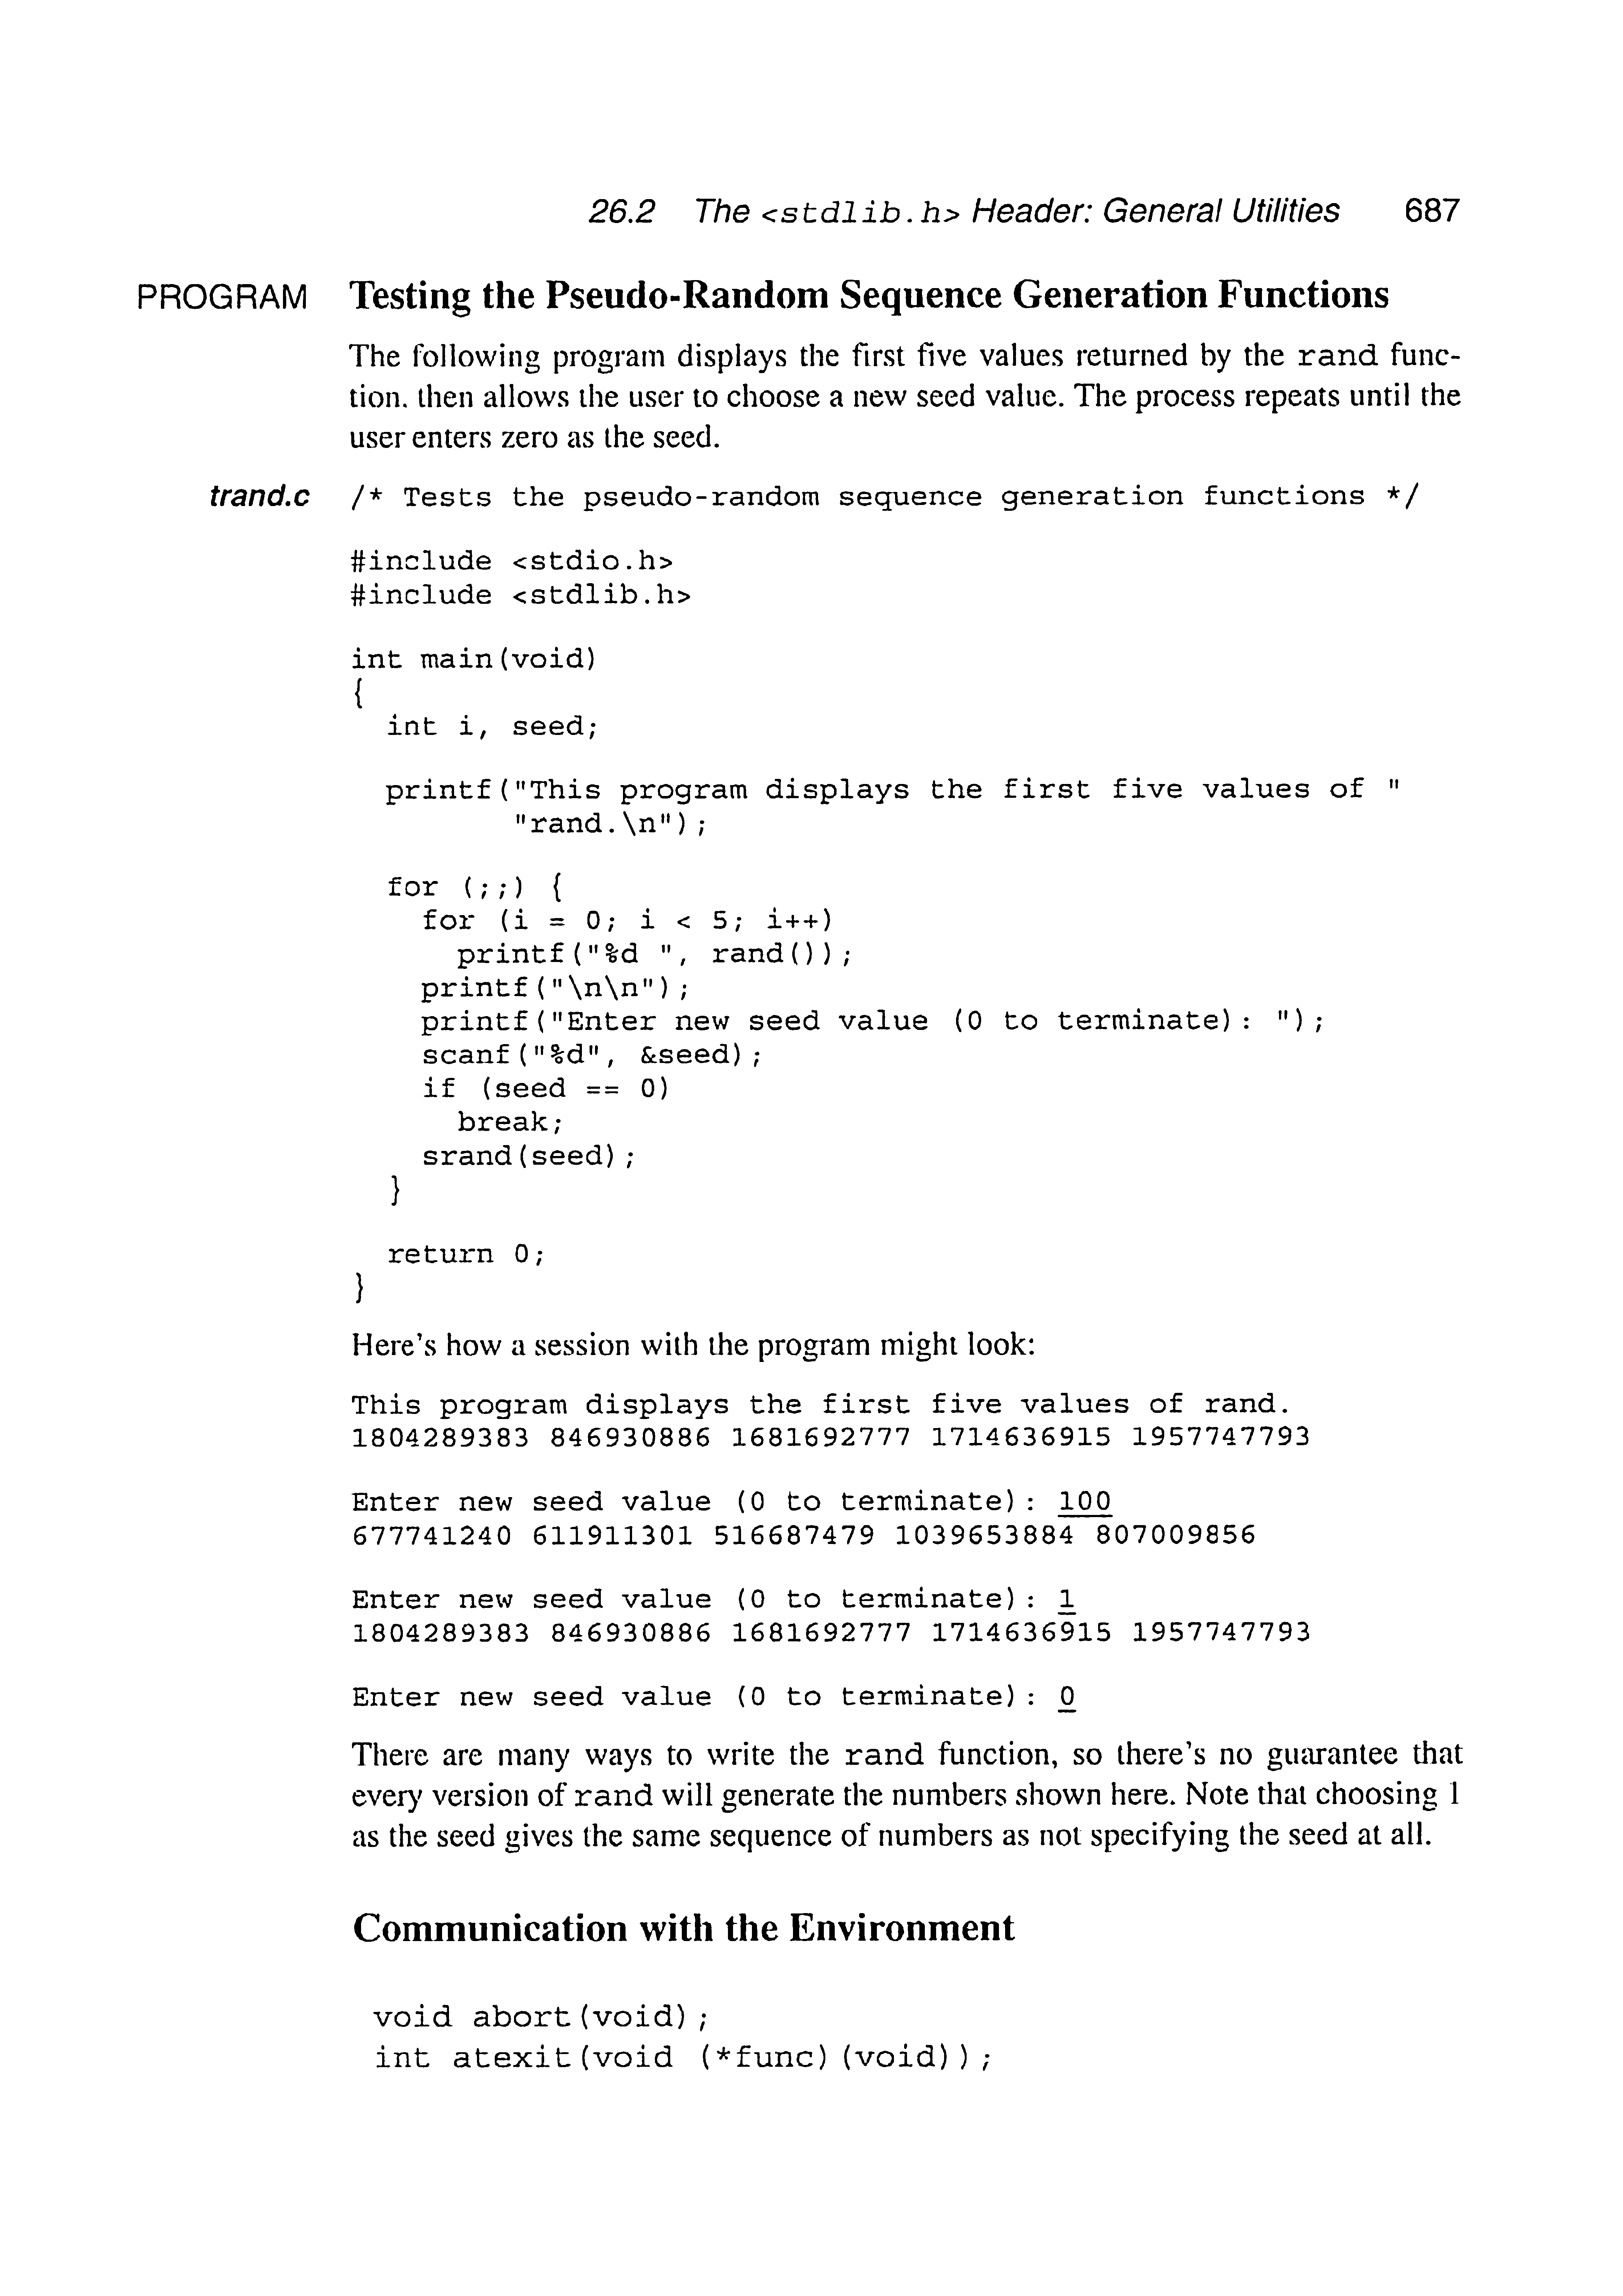 26.2 The <stdlib.h> Header: General Utilities 687
PROGRAM Testing the Pseudo-Random Sequence Generation Functions
The following program displays the first five values returned by the rand func-
tion. then allows the user to choose a new seed value. The process repeats until the
user enters zero as the seed.
trand.c /* Tests the pseudo-random sequence generation functions */
#include <stdio.h>
#include <stdlib.h>
int main(void)
{
  int i, seed;
  printf("This program displays the first five values of "
         "rand.\n");
  for (;;) {
    for (i = 0; i < 5; i++)
      printf("%d ", rand());
    printf("\n\n");
    printf("Enter new seed value (0 to terminate): ");
    scanf("%d", &seed);
    if (seed == 0)
      break;
    srand(seed);
  }
  return 0;
}
Here's how a session with the program might look:
This program displays the first five values of rand.
1804289383 846930886 1681692777 1714636915 1957747793
Enter new seed value (0 to terminate): 100
677741240 611911301 516687479 1039653884 807009856
Enter new seed value (0 to terminate): 1
1804289383 846930886 1681692777 1714636915 1957747793
Enter new seed value (0 to terminate): 0
There are many ways to write the rand function, so there's no guarantee that
every version of rand will generate the numbers shown here. Note that choosing 1
as the seed gives the same sequence of numbers as not specifying the seed at all.
Communication with the Environment
void abort(void);
int atexit(void (*func)(void));